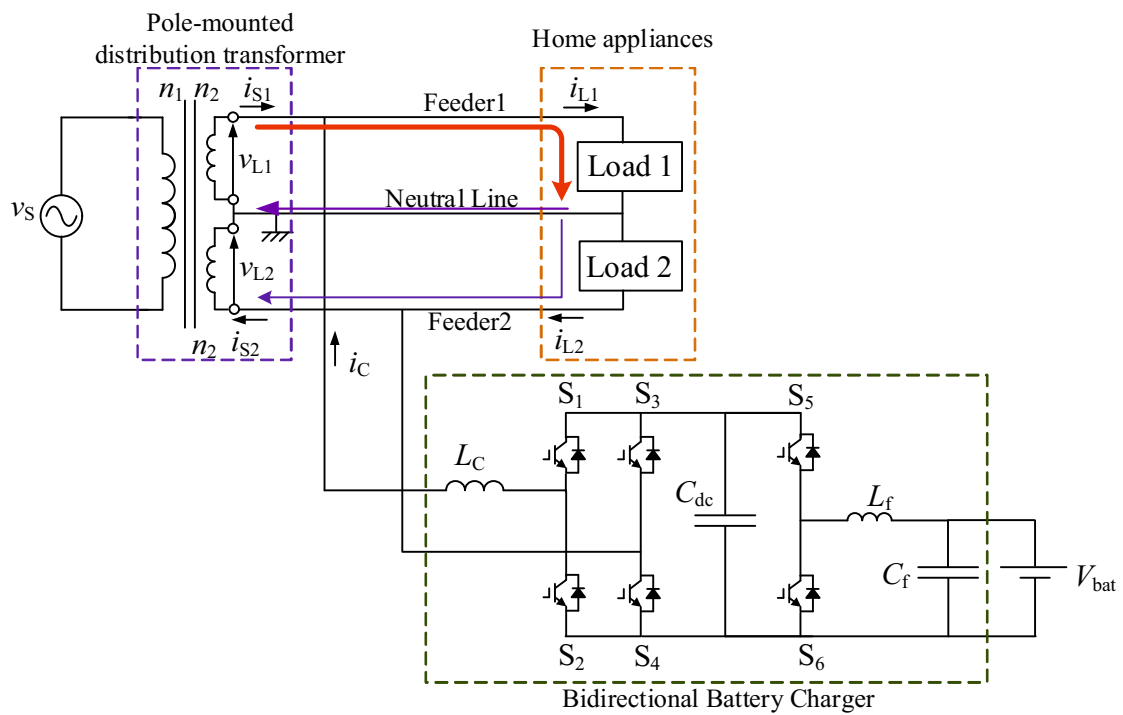 Pole-mounted
distribution transformer
Home appliances
n1 n2 iS1
Feeder1
iL1
vL1
Load 1
vS
Neutral Line
vL2
Load 2
Feeder2
n2 iS2
iL2
iC
S1 S3 S5
LC
Cdc
Lf
Cf
Vbat
S2 S4 S6
Bidirectional Battery Charger